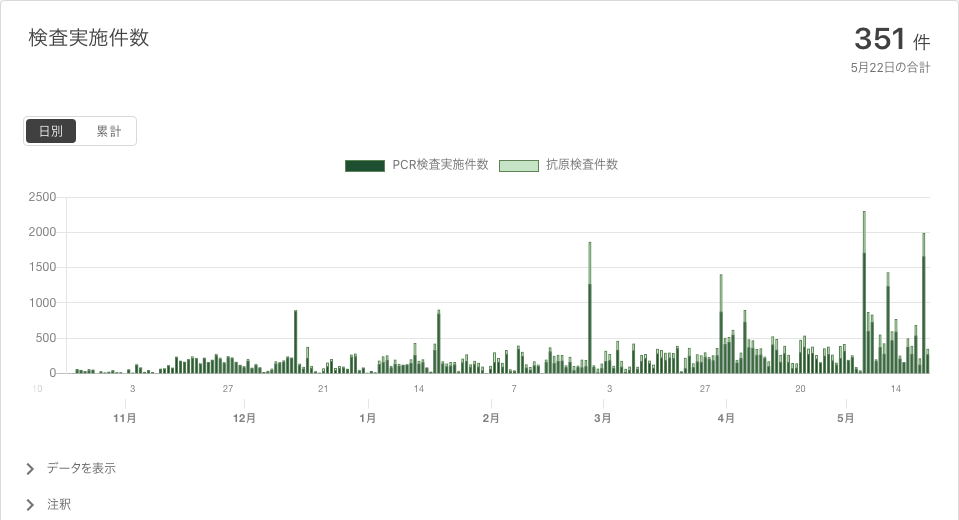 検査実施件数
351 件
5月22日の合計
日別 累計
PCR検査実施件数 抗原検査件数
2500
2000
1500
1000
500
0
10 3 27 21 14 7 3 27 20 14
11月 12月 1月 2月 3月 4月 5月
データを表示
注釈